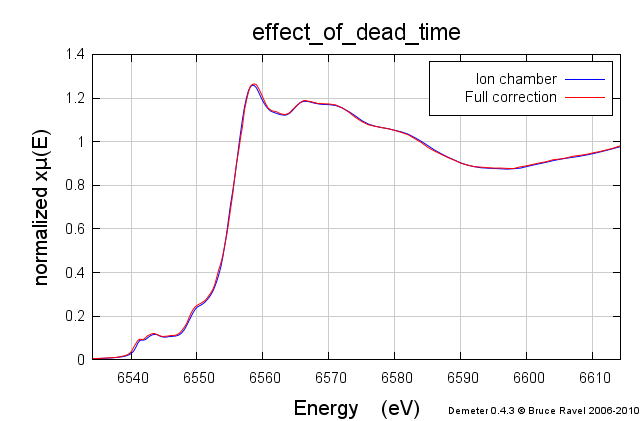 effect_of_dead_time
1.4
1.2
1
0.8
0.6
0.4
0.2
0
normalized xμ(E)
Ion chamber
Full correction
6540 6550 6560 6570 6580 6590 6600 6610
Energy (eV)
Demeter 0.4.3 © Bruce Ravel 2006-2010